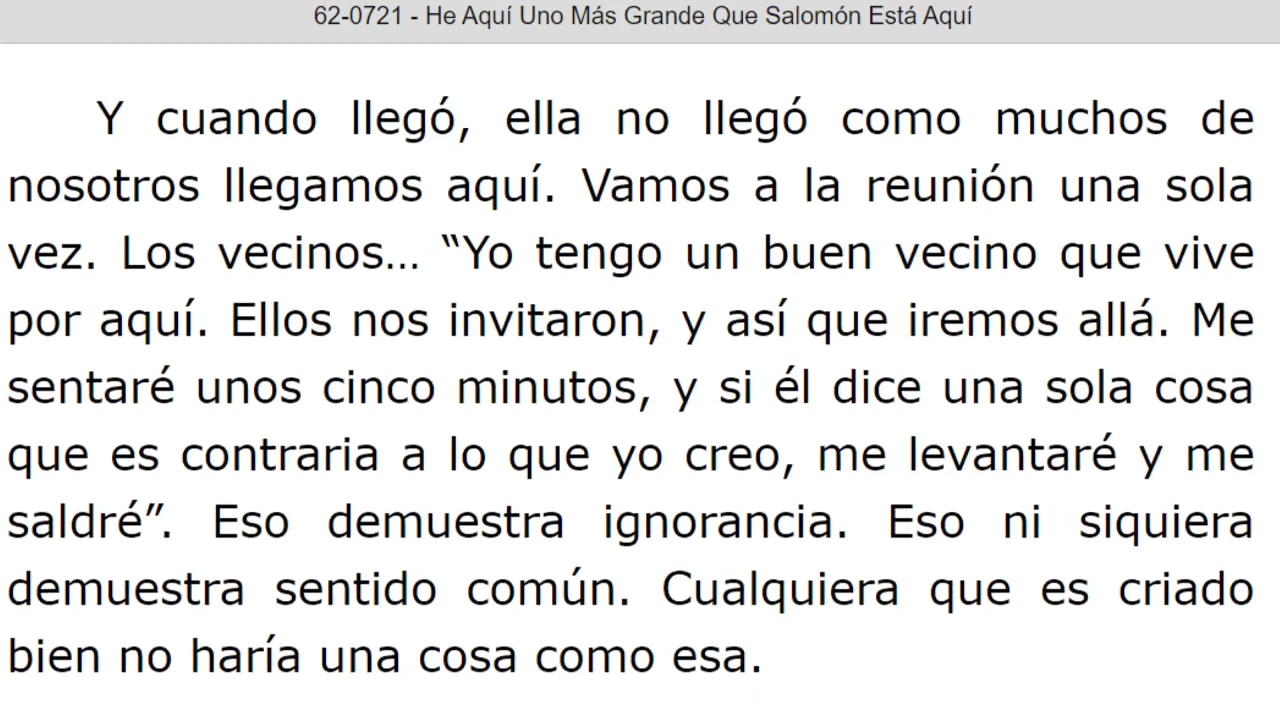 62-0721 - He Aquí Uno Más Grande Que Salomón Está Aquí
Y cuando llegó, ella no llegó como muchos de
nosotros llegamos aquí. Vamos a la reunión una sola
vez. Los vecinos… “Yo tengo un buen vecino que vive
por aquí. Ellos nos invitaron, y así que iremos allá. Me
sentaré unos cinco minutos, y si él dice una sola cosa
que es contraria a lo que yo creo, me levantaré y me
saldré”. Eso demuestra ignorancia. Eso ni siquiera
demuestra sentido común. Cualquiera que es criado
bien no haría una cosa como esa.